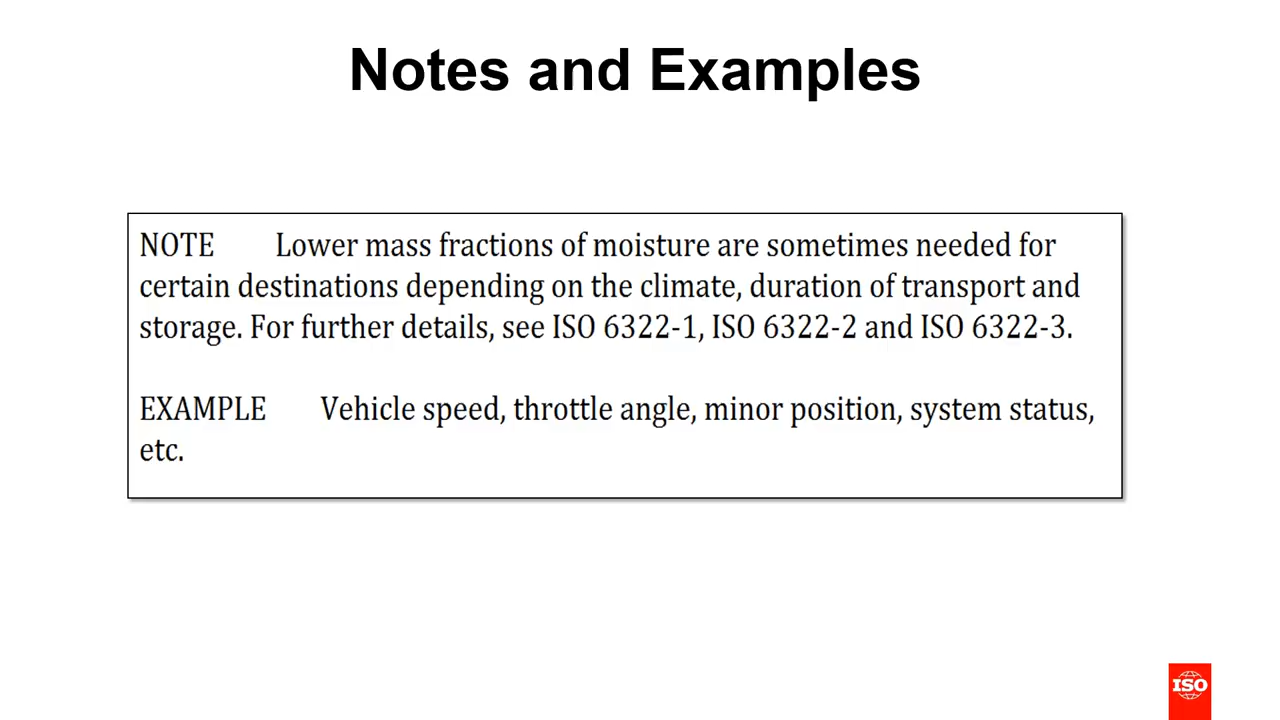 Notes and Examples
NOTE Lower mass fractions of moisture are sometimes needed for
certain destinations depending on the climate, duration of transport and
storage. For further details, see ISO 6322-1, ISO 6322-2 and ISO 6322-3.
EXAMPLE Vehicle speed, throttle angle, minor position, system status,
etc.
ISO